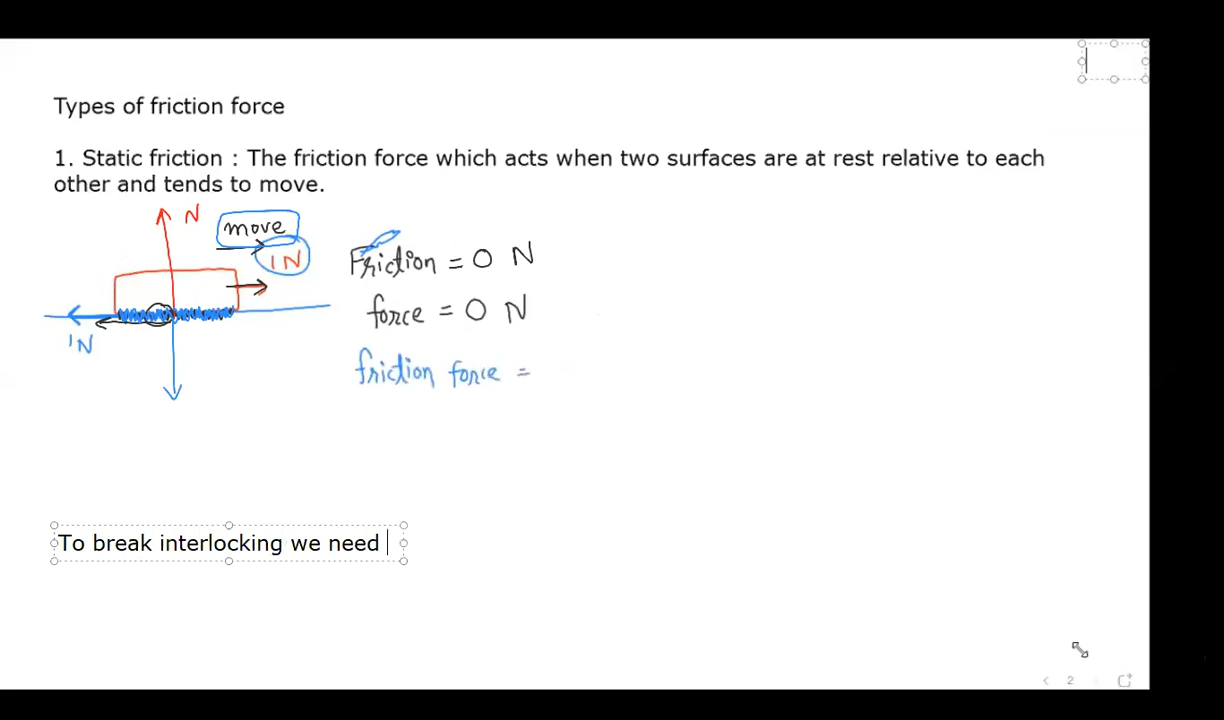 Types of friction force
1. Static friction : The friction force which acts when two surfaces are at rest relative to each
other and tends to move.
N
move
1N
1N
Friction = 0 N
force = 0 N
friction force =
To break interlocking we need
2